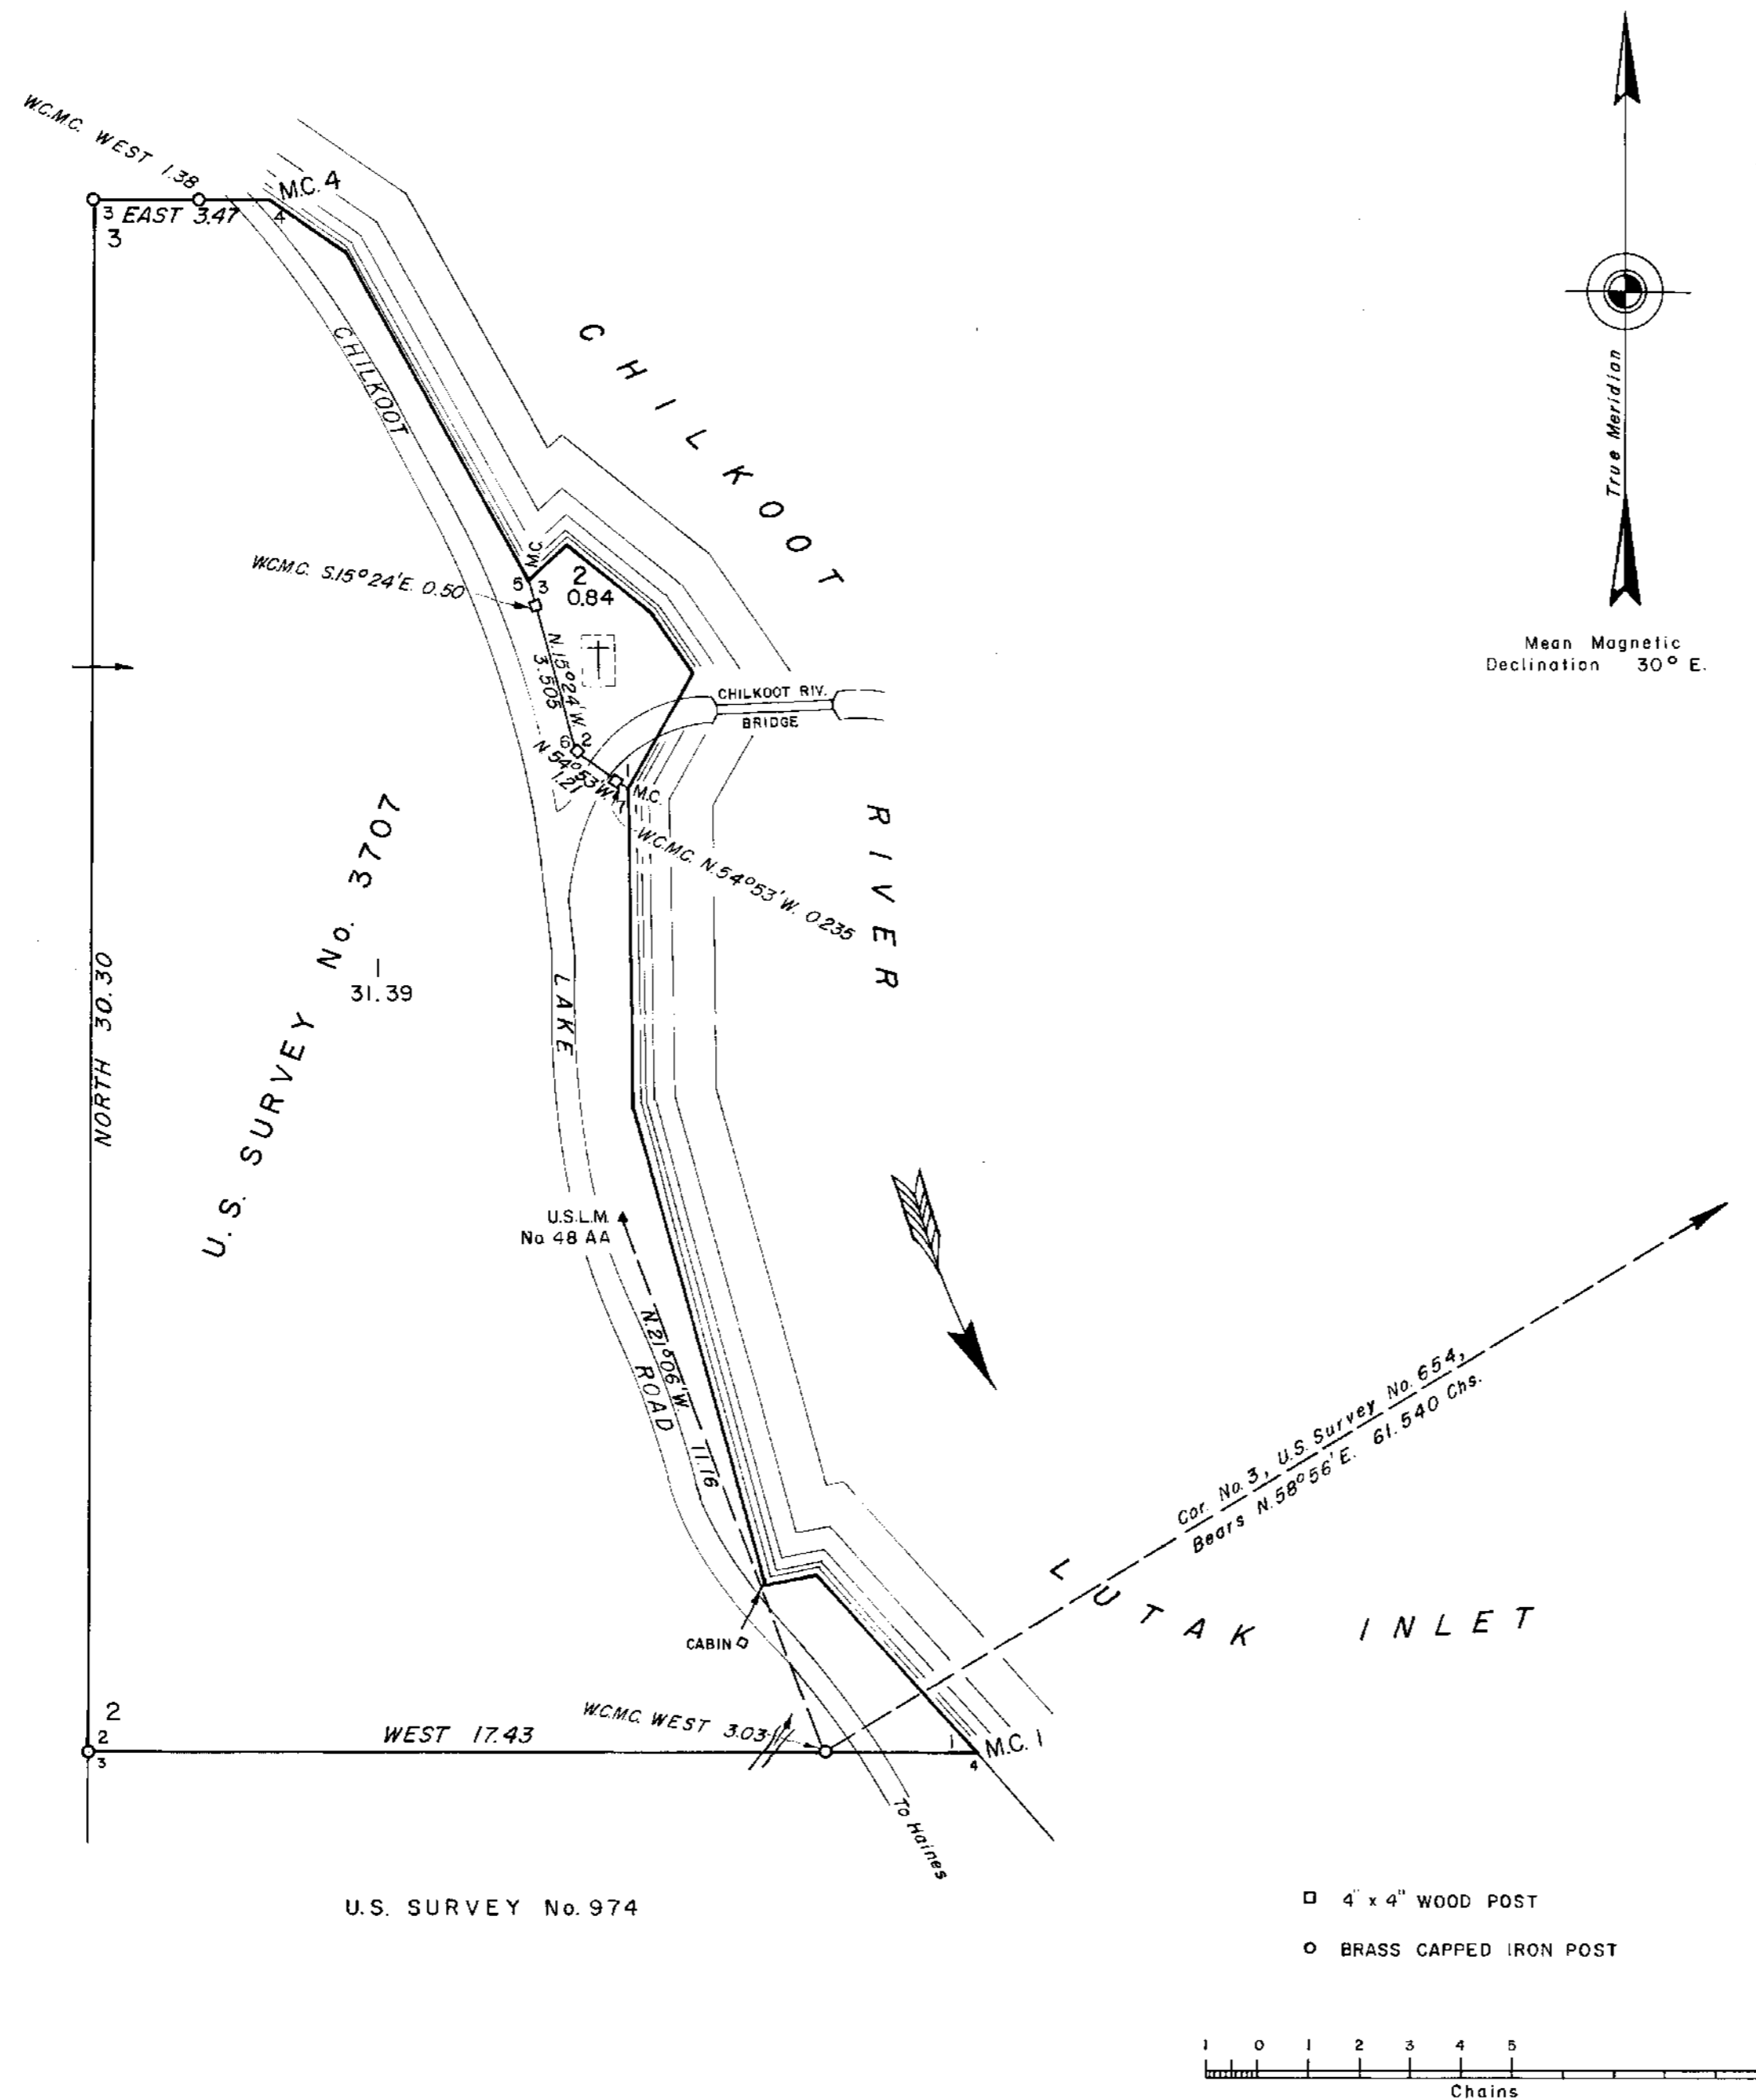 W.C.M.C. WEST 1.38
M.C. 4
3 EAST 3.47 4
3
CHILKOOT
CHILKOOT
True Meridian
Mean Magnetic
Declination 30° E.
M.C.
W.C.M.C. S.15°24'E. 0.50
5 3
2
0.84
N.15°24'W.
3.505
CHILKOOT RIV.
BRIDGE
6 2
N 54°53'W.
1.21
1
7
M.C.
W.C.M.C. N.54°53'W. 0.235
RIVER
U.S. SURVEY No. 3707
1
31.39
NORTH 30.30
LAKE
U.S.L.M.
No 48 AA
N.21°06'W. 11.16
ROAD
Cor. No. 3, U.S. Survey No. 654,
Bears N.58°56'E. 61.540 Chs.
LUTAK INLET
CABIN
2
2
3
WEST 17.43
W.C.M.C. WEST 3.03
1
M.C. 1
4
To Haines
U.S. SURVEY No. 974
4" x 4" WOOD POST
BRASS CAPPED IRON POST
1 0 1 2 3 4 5
Chains